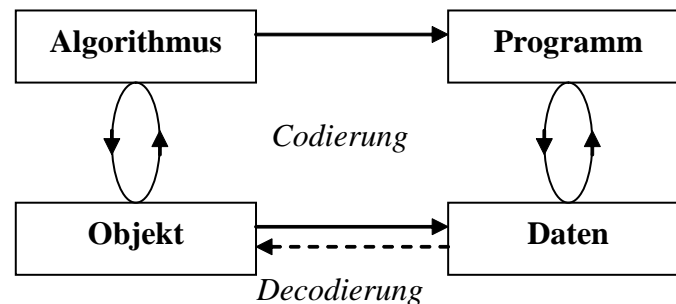 Algorithmus
Programm
Codierung
Objekt
Daten
Decodierung